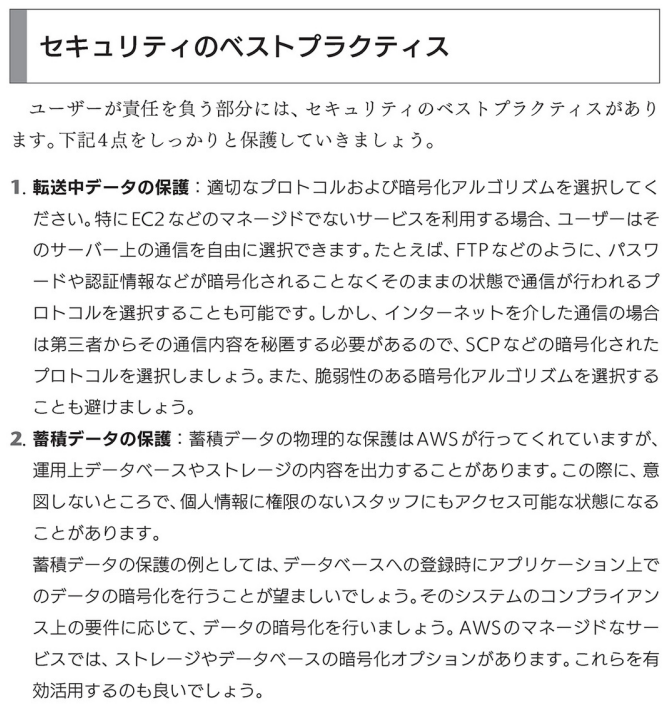 セキュリティのベストプラクティス
ユーザーが責任を負う部分には、セキュリティのベストプラクティスがあり
ます。下記4点をしっかりと保護していきましょう。
1. 転送中データの保護：適切なプロトコルおよび暗号化アルゴリズムを選択してく
ださい。特にEC2などのマネージドでないサービスを利用する場合、ユーザーはそ
のサーバー上の通信を自由に選択できます。たとえば、FTPなどのように、パスワ
ードや認証情報などが暗号化されることなくそのままの状態で通信が行われるプ
ロトコルを選択することも可能です。しかし、インターネットを介した通信の場合
は第三者からその通信内容を秘匿する必要があるので、SCPなどの暗号化された
プロトコルを選択しましょう。また、脆弱性のある暗号化アルゴリズムを選択する
ことも避けましょう。
2. 蓄積データの保護：蓄積データの物理的な保護はAWSが行ってくれていますが、
運用上データベースやストレージの内容を出力することがあります。この際に、意
図しないところで、個人情報に権限のないスタッフにもアクセス可能な状態になる
ことがあります。
蓄積データの保護の例としては、データベースへの登録時にアプリケーション上で
のデータの暗号化を行うことが望ましいでしょう。そのシステムのコンプライアン
ス上の要件に応じて、データの暗号化を行いましょう。AWSのマネージドなサー
ビスでは、ストレージやデータベースの暗号化オプションがあります。これらを有
効活用するのも良いでしょう。